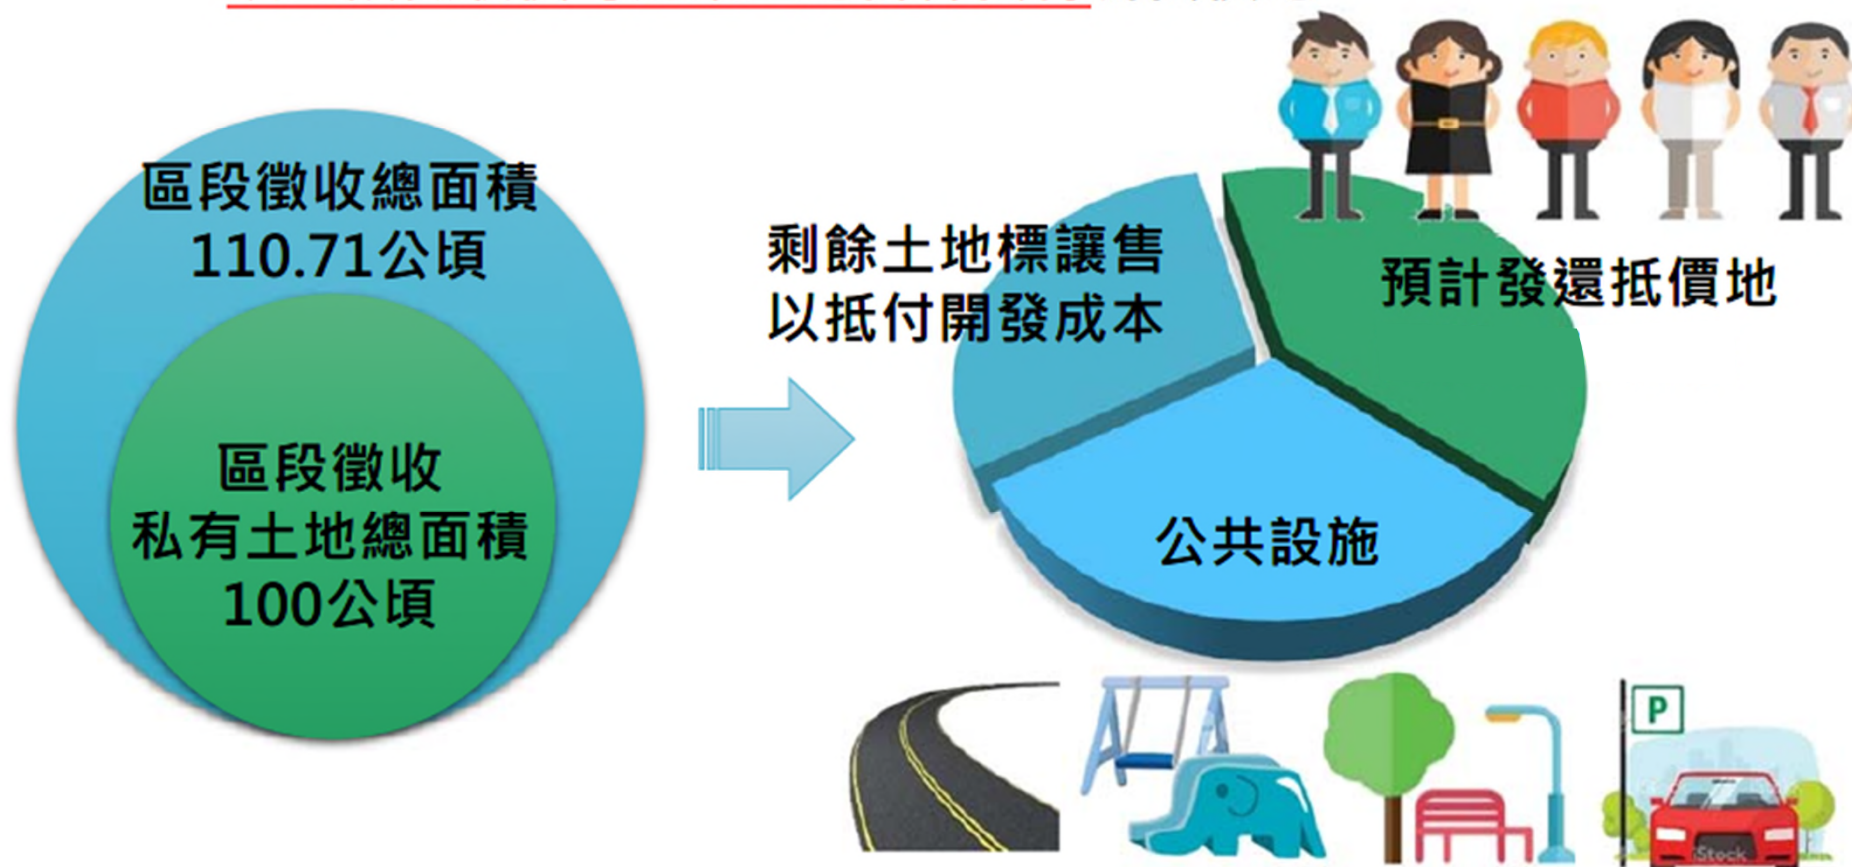 區段徵收總面積
110.71公頃
區段徵收
私有土地總面積
100公頃
剩餘土地標讓售
以抵付開發成本
預計發還抵價地
公共設施
P
iStock